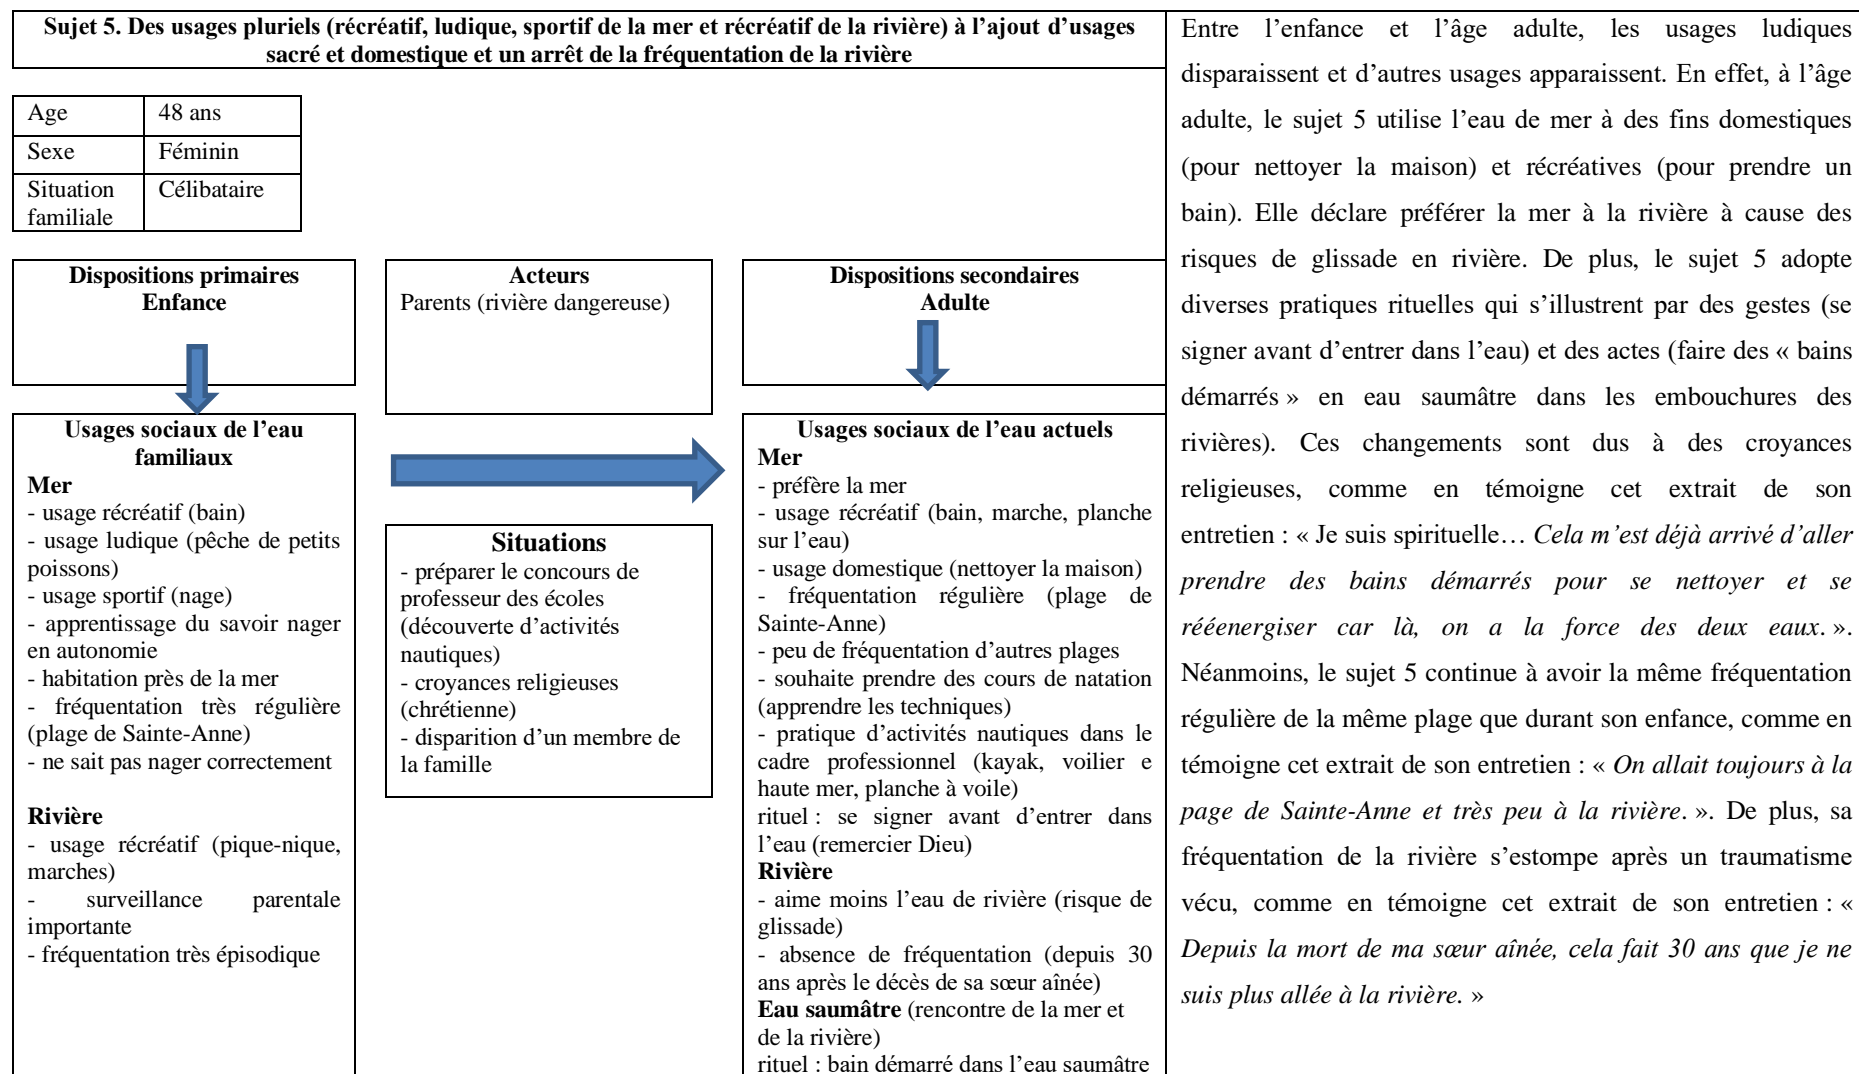 Sujet 5. Des usages pluriels (récréatif, ludique, sportif de la mer et récréatif de la rivière) à l’ajout d’usages
sacré et domestique et un arrêt de la fréquentation de la rivière
Age 48 ans
Sexe Féminin
Situation familiale Célibataire
Dispositions primaires
Enfance
Acteurs
Parents (rivière dangereuse)
Dispositions secondaires
Adulte
Usages sociaux de l’eau
familiaux
Mer
- usage récréatif (bain)
- usage ludique (pêche de petits
poissons)
- usage sportif (nage)
- apprentissage du savoir nager
en autonomie
- habitation près de la mer
- fréquentation très régulière
(plage de Sainte-Anne)
- ne sait pas nager correctement
Rivière
- usage récréatif (pique-nique,
marches)
- surveillance parentale
importante
- fréquentation très épisodique
Situations
- préparer le concours de
professeur des écoles
(découverte d’activités
nautiques)
- croyances religieuses
(chrétienne)
- disparition d’un membre de
la famille
Usages sociaux de l’eau actuels
Mer
- préfère la mer
- usage récréatif (bain, marche, planche
sur l’eau)
- usage domestique (nettoyer la maison)
- fréquentation régulière (plage de
Sainte-Anne)
- peu de fréquentation d’autres plages
- souhaite prendre des cours de natation
(apprendre les techniques)
- pratique d’activités nautiques dans le
cadre professionnel (kayak, voilier e
haute mer, planche à voile)
rituel : se signer avant d’entrer dans
l’eau (remercier Dieu)
Rivière
- aime moins l’eau de rivière (risque de
glissade)
- absence de fréquentation (depuis 30
ans après le décès de sa sœur aînée)
Eau saumâtre (rencontre de la mer et
de la rivière)
rituel : bain démarré dans l’eau saumâtre
Entre l’enfance et l’âge adulte, les usages ludiques
disparaissent et d’autres usages apparaissent. En effet, à l’âge
adulte, le sujet 5 utilise l’eau de mer à des fins domestiques
(pour nettoyer la maison) et récréatives (pour prendre un
bain). Elle déclare préférer la mer à la rivière à cause des
risques de glissade en rivière. De plus, le sujet 5 adopte
diverses pratiques rituelles qui s’illustrent par des gestes (se
signer avant d’entrer dans l’eau) et des actes (faire des « bains
démarrés » en eau saumâtre dans les embouchures des
rivières). Ces changements sont dus à des croyances
religieuses, comme en témoigne cet extrait de son
entretien : « Je suis spirituelle… Cela m’est déjà arrivé d’aller
prendre des bains démarrés pour se nettoyer et se
rééenergiser car là, on a la force des deux eaux. ».
Néanmoins, le sujet 5 continue à avoir la même fréquentation
régulière de la même plage que durant son enfance, comme en
témoigne cet extrait de son entretien : « On allait toujours à la
page de Sainte-Anne et très peu à la rivière. ». De plus, sa
fréquentation de la rivière s’estompe après un traumatisme
vécu, comme en témoigne cet extrait de son entretien : «
Depuis la mort de ma sœur aînée, cela fait 30 ans que je ne
suis plus allée à la rivière. »